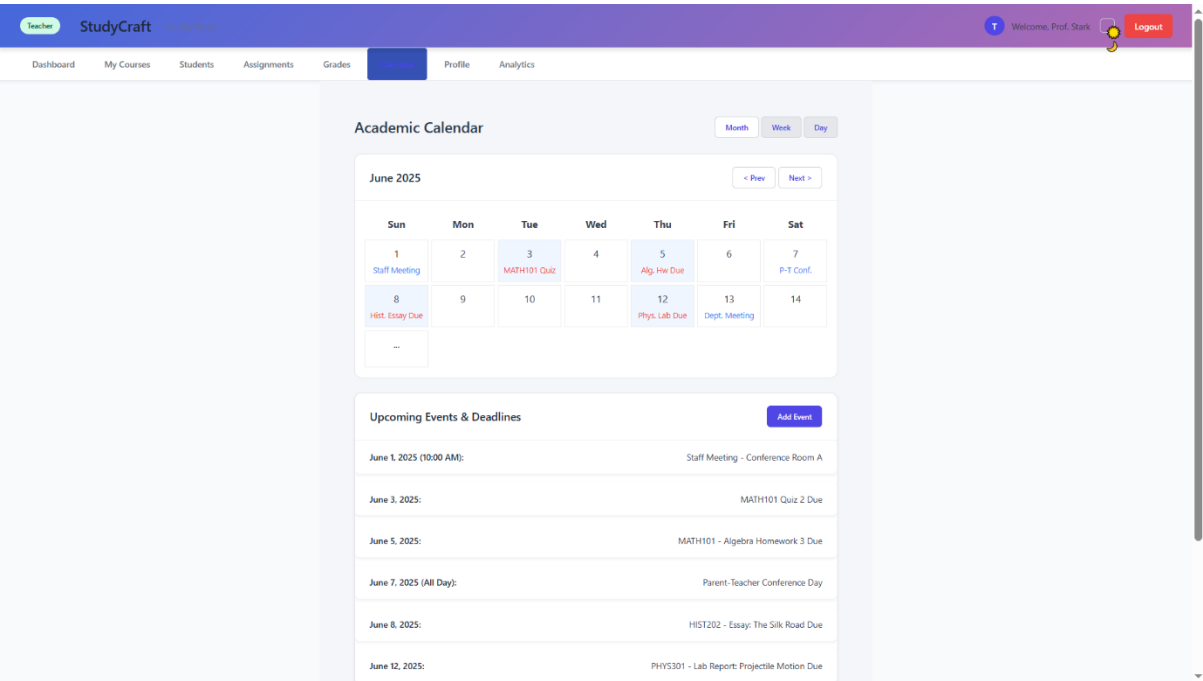 Teacher StudyCraft T Welcome, Prof. Stark Logout
Dashboard My Courses Students Assignments Grades Profile Analytics
Academic Calendar Month Week Day
June 2025 < Prev Next >
Sun Mon Tue Wed Thu Fri Sat
1 2 3 4 5 6 7
Staff Meeting MATH101 Quiz Alg. Hw Due P-T Conf.
8 9 10 11 12 13 14
Hist. Essay Due Phys. Lab Due Dept. Meeting
...
Upcoming Events & Deadlines Add Event
June 1, 2025 (10:00 AM): Staff Meeting - Conference Room A
June 3, 2025: MATH101 Quiz 2 Due
June 5, 2025: MATH101 - Algebra Homework 3 Due
June 7, 2025 (All Day): Parent-Teacher Conference Day
June 8, 2025: HIST202 - Essay: The Silk Road Due
June 12, 2025: PHYS301 - Lab Report: Projectile Motion Due